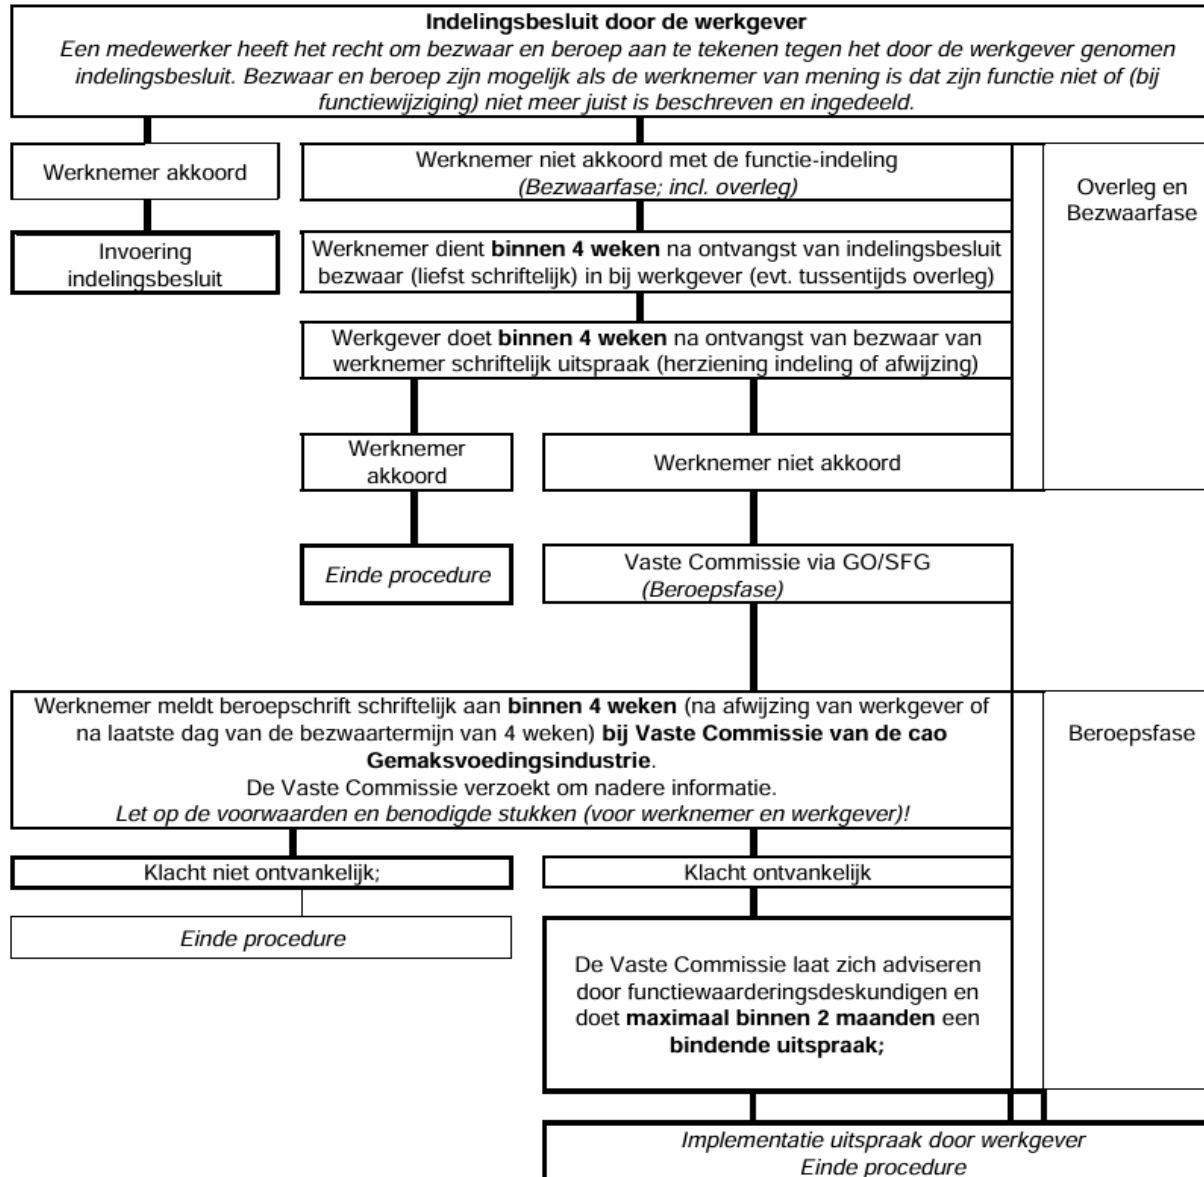 Indelingsbesluit door de werkgever
Een medewerker heeft het recht om bezwaar en beroep aan te tekenen tegen het door de werkgever genomen
indelingsbesluit. Bezwaar en beroep zijn mogelijk als de werknemer van mening is dat zijn functie niet of (bij
functiewijziging) niet meer juist is beschreven en ingedeeld.
Werknemer akkoord
Werknemer niet akkoord met de functie-indeling
(Bezwaarfase; incl. overleg)
Overleg en
Bezwaarfase
Invoering
indelingsbesluit
Werknemer dient binnen 4 weken na ontvangst van indelingsbesluit
bezwaar (liefst schriftelijk) in bij werkgever (evt. tussentijds overleg)
Werkgever doet binnen 4 weken na ontvangst van bezwaar van
werknemer schriftelijk uitspraak (herziening indeling of afwijzing)
Werknemer
akkoord
Werknemer niet akkoord
Einde procedure
Vaste Commissie via GO/SFG
(Beroepsfase)
Werknemer meldt beroepschrift schriftelijk aan binnen 4 weken (na afwijzing van werkgever of
na laatste dag van de bezwaartermijn van 4 weken) bij Vaste Commissie van de cao
Gemaksvoedingsindustrie.
De Vaste Commissie verzoekt om nadere informatie.
Let op de voorwaarden en benodigde stukken (voor werknemer en werkgever)!
Beroepsfase
Klacht niet ontvankelijk;
Klacht ontvankelijk
Einde procedure
De Vaste Commissie laat zich adviseren
door functiewaarderingsdeskundigen en
doet maximaal binnen 2 maanden een
bindende uitspraak;
Implementatie uitspraak door werkgever
Einde procedure